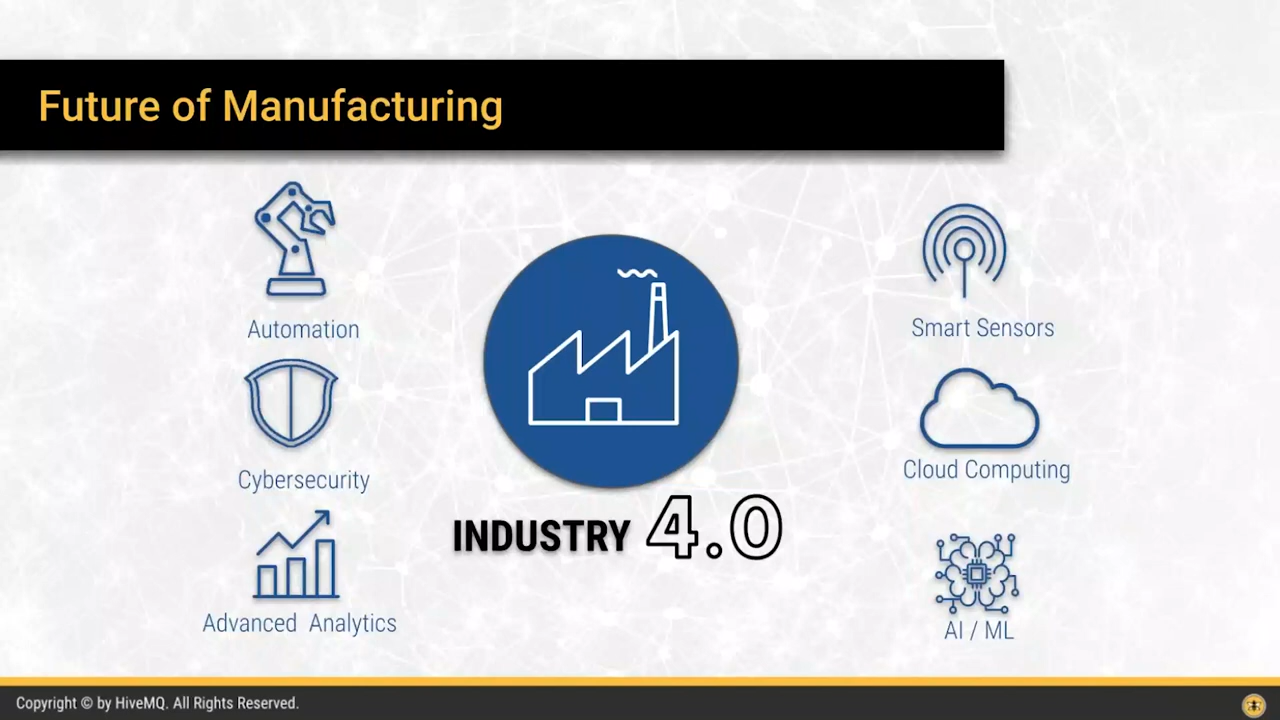 Future of Manufacturing
Automation
Cybersecurity
Advanced Analytics
INDUSTRY 4.0
Smart Sensors
Cloud Computing
AI / ML
Copyright © by HiveMQ. All Rights Reserved.